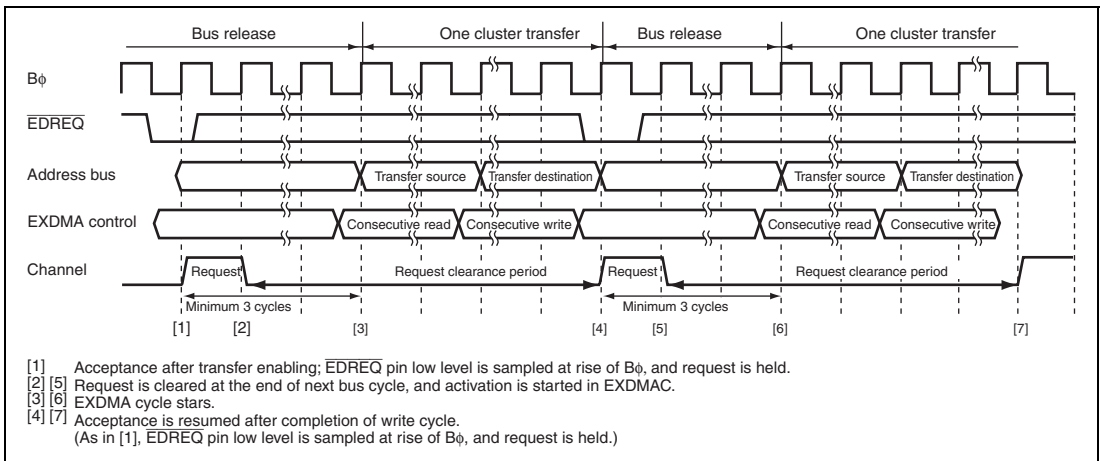 Bus release One cluster transfer Bus release One cluster transfer
Bϕ
EDREQ
Address bus Transfer source Transfer destination Transfer source Transfer destination
EXDMA control Consecutive read Consecutive write Consecutive read Consecutive write
Channel Request Request clearance period Request Request clearance period
Minimum 3 cycles Minimum 3 cycles
[1] [2] [3] [4] [5] [6] [7]
[1] Acceptance after transfer enabling; EDREQ pin low level is sampled at rise of Bϕ, and request is held.
[2] [5] Request is cleared at the end of next bus cycle, and activation is started in EXDMAC.
[3] [6] EXDMA cycle stars.
[4] [7] Acceptance is resumed after completion of write cycle.
(As in [1], EDREQ pin low level is sampled at rise of Bϕ, and request is held.)